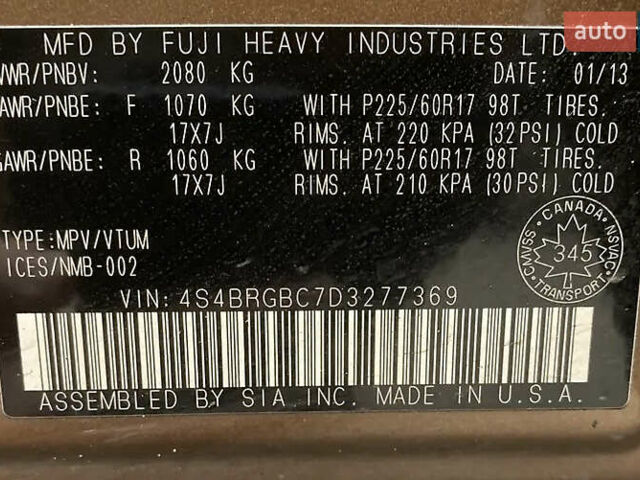 MFD BY FUJI HEAVY INDUSTRIES LTD.
auto
VWR/PNBV: 2080 KG DATE: 01/13
AWR/PNBE: F 1070 KG WITH P225/60R17 98T TIRES.
17X7J RIMS. AT 220 KPA (32PSI) COLD
GAWR/PNBE: R 1060 KG WITH P225/60R17 98T TIRES.
17X7J RIMS. AT 210 KPA (30PSI) COLD
TYPE: MPV/VTUM
ICES/NMB-002
CANADA
CMVSS 345 NSVAC
TRANSPORT
VIN: 4S4BRGBC7D3277369
ASSEMBLED BY SIA INC. MADE IN U.S.A.